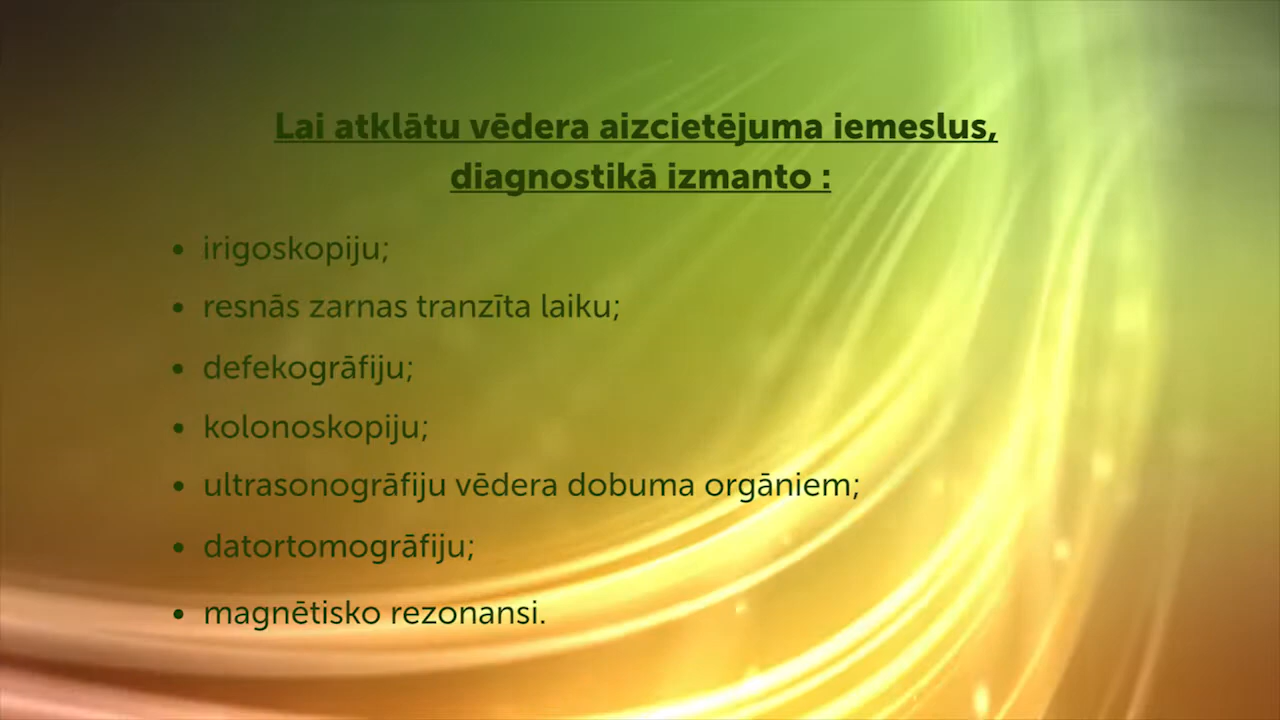 Lai atklātu vēdera aizcietējuma iemeslus,
diagnostikā izmanto :
• irigoskopiju;
• resnās zarnas tranzīta laiku;
• defekogrāfiju;
• kolonoskopiju;
• ultrasonogrāfiju vēdera dobuma orgāniem;
• datortomogrāfiju;
• magnētisko rezonansi.